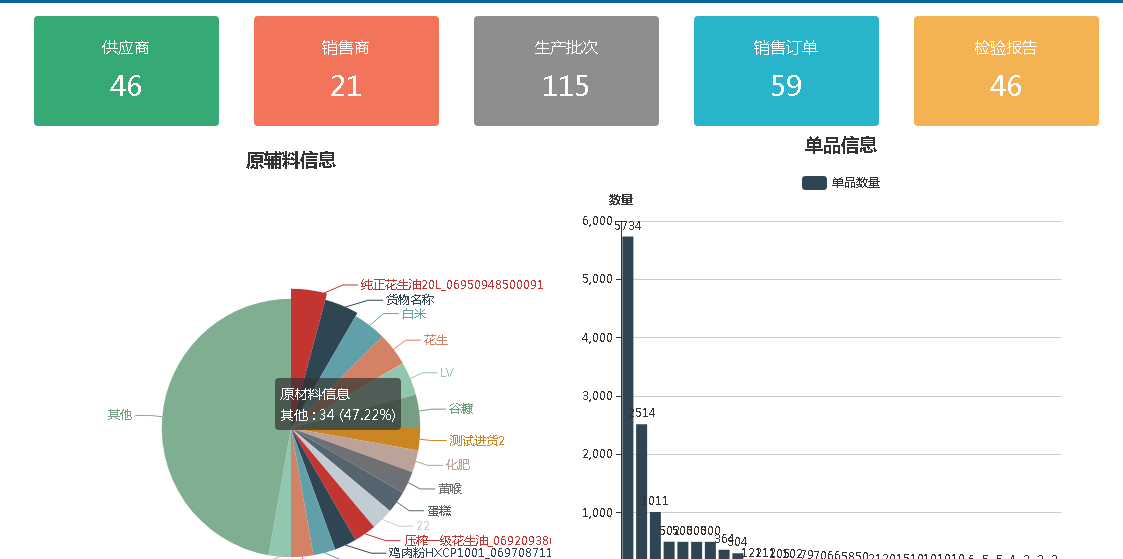 供应商
46
销售商
21
生产批次
115
销售订单
59
检验报告
46
原辅料信息
纯正花生油20L_06950948500091
货物名称
白米
花生
LV
谷糠
测试进货2
化肥
黄喉
蛋糕
22
压榨一级花生油_06920938
鸡肉粉HXCP1001_069708711
其他
原材料信息
其他 : 34 (47.22%)
单品信息
单品数量
数量
6,000
5,000
4,000
3,000
2,000
1,000
5734
2514
1011
364
304